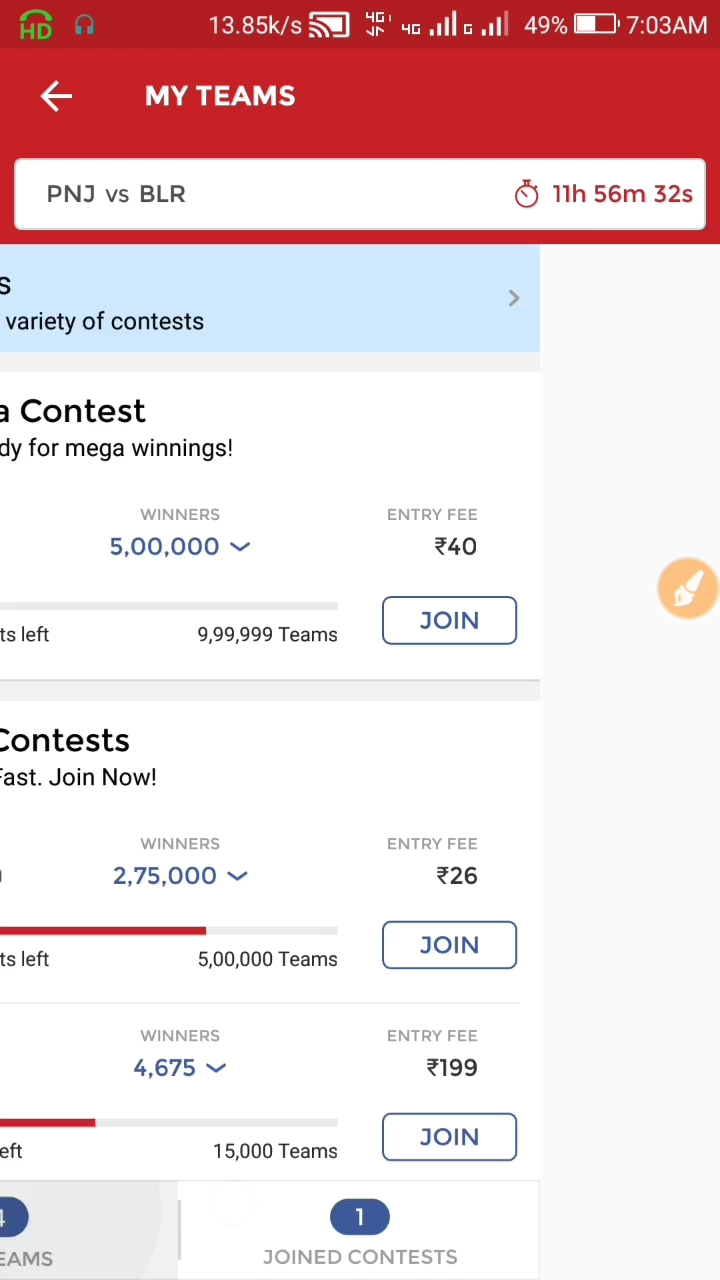 HD 13.85k/s 4G 4G G 49% 7:03AM
MY TEAMS
PNJ vs BLR 11h 56m 32s
s
variety of contests
a Contest
dy for mega winnings!
WINNERS ENTRY FEE
5,00,000 ₹40
JOIN
ts left 9,99,999 Teams
Contests
Fast. Join Now!
WINNERS ENTRY FEE
2,75,000 ₹26
JOIN
ts left 5,00,000 Teams
WINNERS ENTRY FEE
4,675 ₹199
JOIN
eft 15,000 Teams
4 1
EAMS JOINED CONTESTS